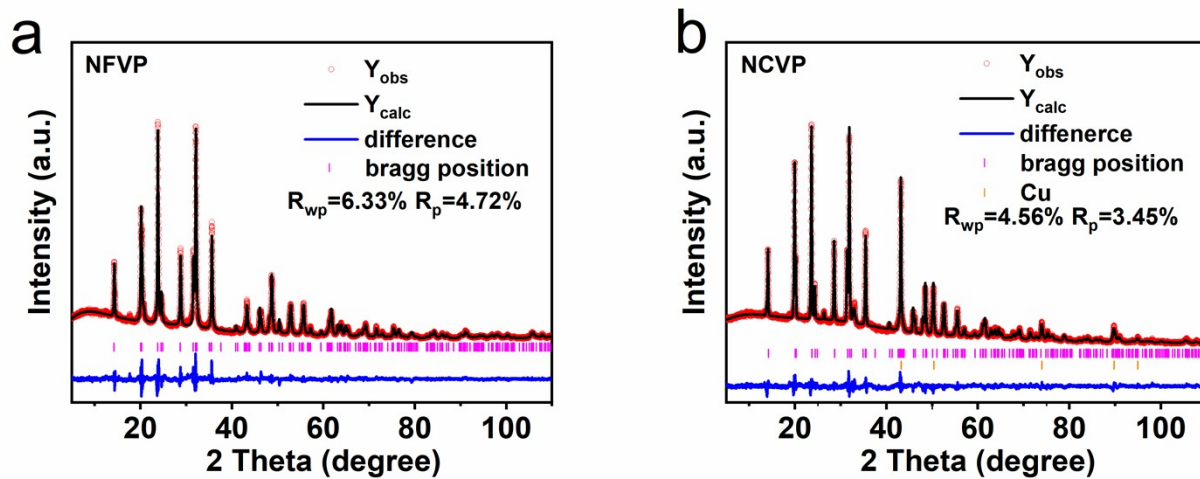 a
NFVP
Yobs
Ycalc
difference
bragg position
Rwp=6.33% Rp=4.72%
Intensity (a.u.)
20 40 60 80 100
2 Theta (degree)
b
NCVP
Yobs
Ycalc
diffenerce
bragg position
Cu
Rwp=4.56% Rp=3.45%
Intensity (a.u.)
20 40 60 80 100
2 Theta (degree)